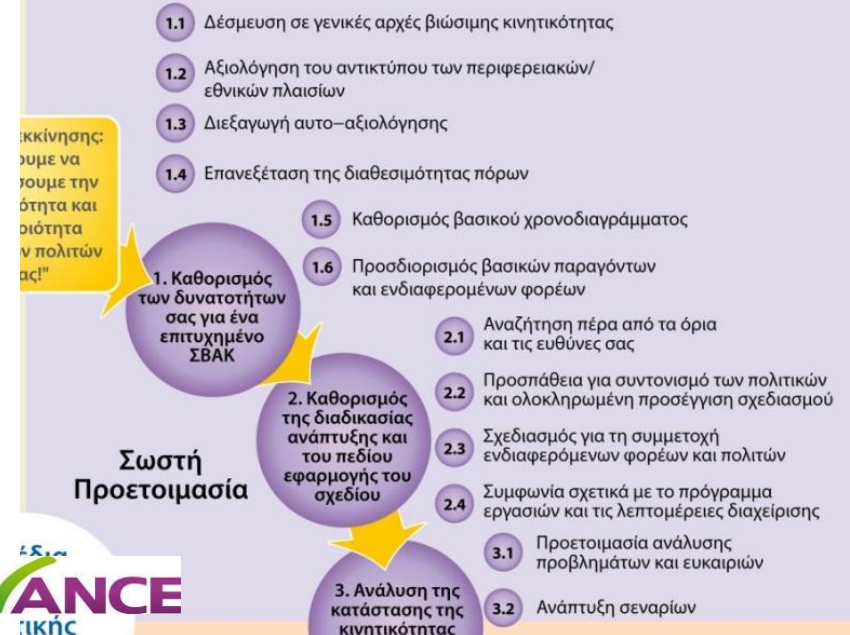 1.1 Δέσμευση σε γενικές αρχές βιώσιμης κινητικότητας
1.2 Αξιολόγηση του αντικτύπου των περιφερειακών/
εθνικών πλαισίων
1.3 Διεξαγωγή αυτο–αξιολόγησης
1.4 Επανεξέταση της διαθεσιμότητας πόρων
1.5 Καθορισμός βασικού χρονοδιαγράμματος
1.6 Προσδιορισμός βασικών παραγόντων
και ενδιαφερομένων φορέων
1. Καθορισμός
των δυνατοτήτων
σας για ένα
επιτυχημένο
ΣΒΑΚ
2.1 Αναζήτηση πέρα από τα όρια
και τις ευθύνες σας
2.2 Προσπάθεια για συντονισμό των πολιτικών
και ολοκληρωμένη προσέγγιση σχεδιασμού
2.3 Σχεδιασμός για τη συμμετοχή
ενδιαφερόμενων φορέων και πολιτών
2.4 Συμφωνία σχετικά με το πρόγραμμα
εργασιών και τις λεπτομέρειες διαχείρισης
2. Καθορισμός
της διαδικασίας
ανάπτυξης και
του πεδίου
εφαρμογής του
σχεδίου
Σωστή
Προετοιμασία
3.1 Προετοιμασία ανάλυσης
προβλημάτων και ευκαιριών
3.2 Ανάπτυξη σεναρίων
3. Ανάλυση της
κατάστασης της
κινητικότητας
να
την
και
πολιτών
ANCE